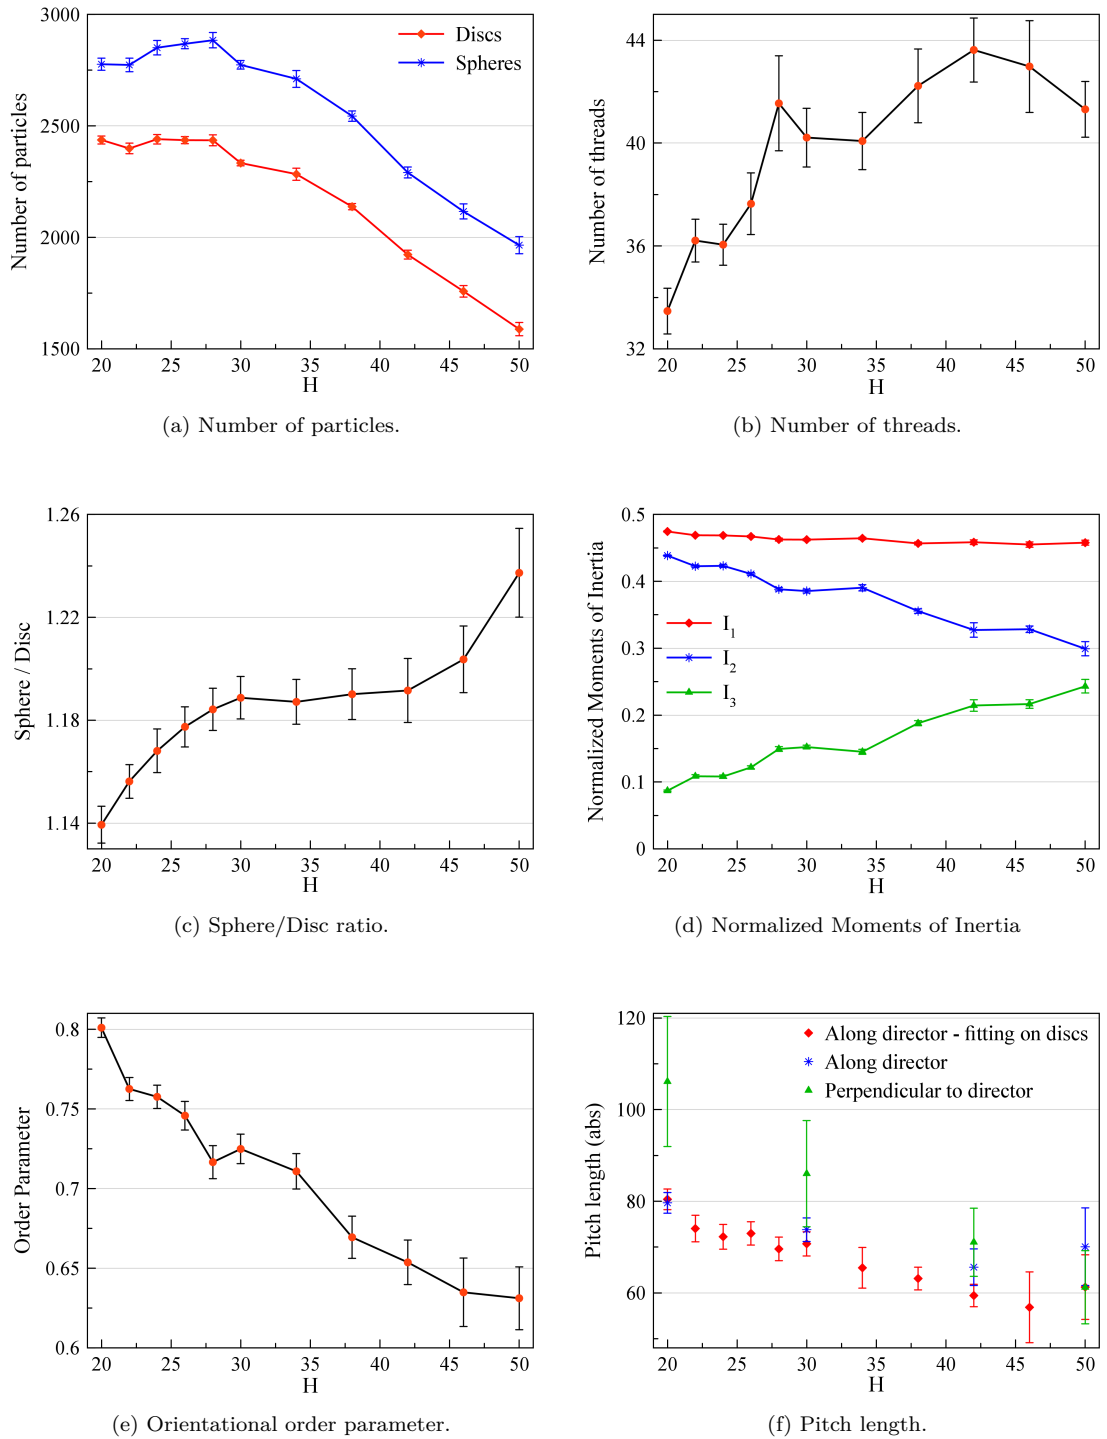 3000
2500
2000
1500
Number of particles
Discs
Spheres
20 25 30 35 40 45 50
H
(a) Number of particles.
44
40
36
32
Number of threads
20 25 30 35 40 45 50
H
(b) Number of threads.
1.26
1.22
1.18
1.14
Sphere / Disc
20 25 30 35 40 45 50
H
(c) Sphere/Disc ratio.
0.5
0.4
0.3
0.2
0.1
0
Normalized Moments of Inertia
I1
I2
I3
20 25 30 35 40 45 50
H
(d) Normalized Moments of Inertia
0.8
0.75
0.7
0.65
0.6
Order Parameter
20 25 30 35 40 45 50
H
(e) Orientational order parameter.
120
100
80
60
Pitch length (abs)
Along director - fitting on discs
Along director
Perpendicular to director
20 25 30 35 40 45 50
H
(f) Pitch length.